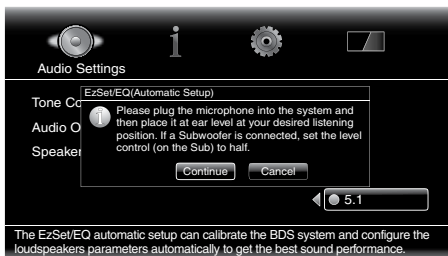 Audio Settings
EzSet/EQ(Automatic Setup)
Tone Co
Please plug the microphone into the system and
then place it at ear level at your desired listening
Audio O
position. If a Subwoofer is connected, set the level
control (on the Sub) to half.
Speaker
Continue Cancel
5.1
The EzSet/EQ automatic setup can calibrate the BDS system and configure the
loudspeakers parameters automatically to get the best sound performance.